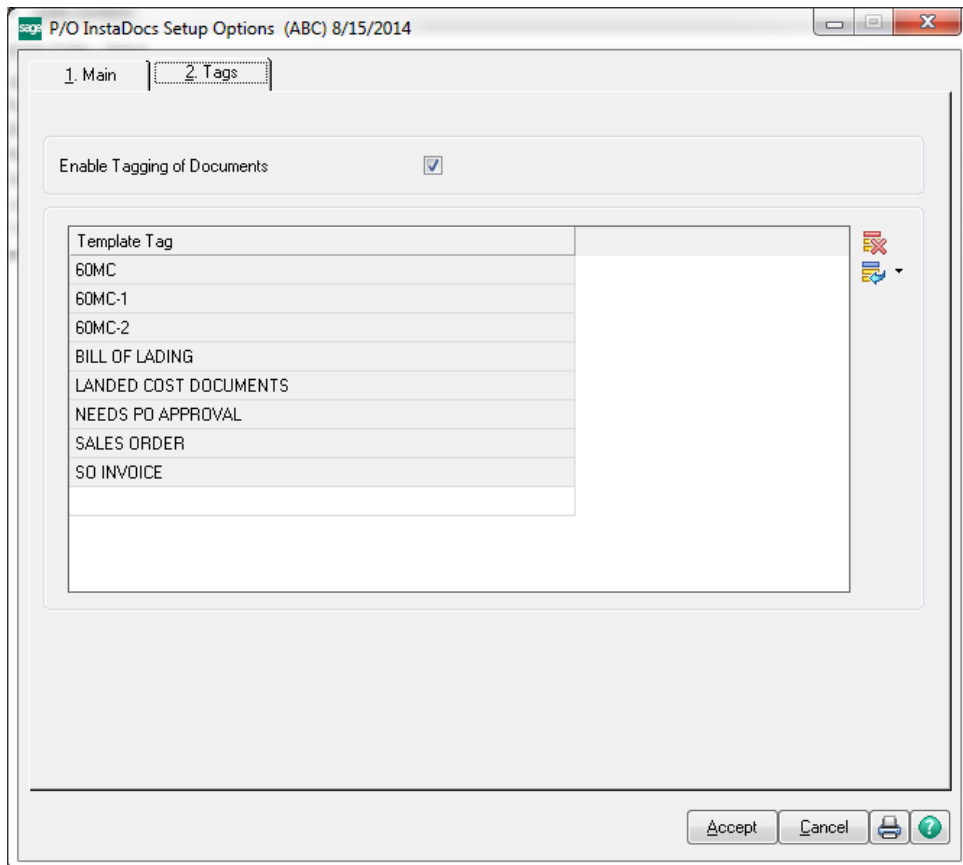 sage P/O InstaDocs Setup Options (ABC) 8/15/2014
1. Main 2. Tags
Enable Tagging of Documents
Template Tag
60MC
60MC-1
60MC-2
BILL OF LADING
LANDED COST DOCUMENTS
NEEDS PO APPROVAL
SALES ORDER
SO INVOICE
Accept Cancel ?